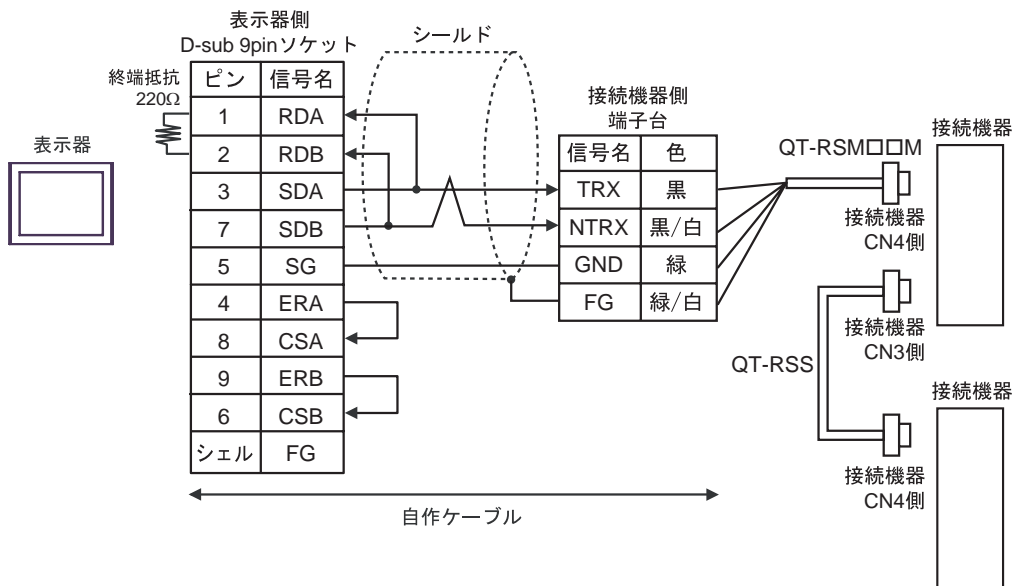 表示器
表示器側
D-sub 9pinソケット
終端抵抗
220Ω
ピン 信号名
1 RDA
2 RDB
3 SDA
7 SDB
5 SG
4 ERA
8 CSA
9 ERB
6 CSB
シェル FG
シールド
接続機器側
端子台
信号名 色
TRX 黒
NTRX 黒/白
GND 緑
FG 緑/白
自作ケーブル
QT-RSM□□M
接続機器
接続機器
CN4側
接続機器
CN3側
QT-RSS
接続機器
接続機器
CN4側